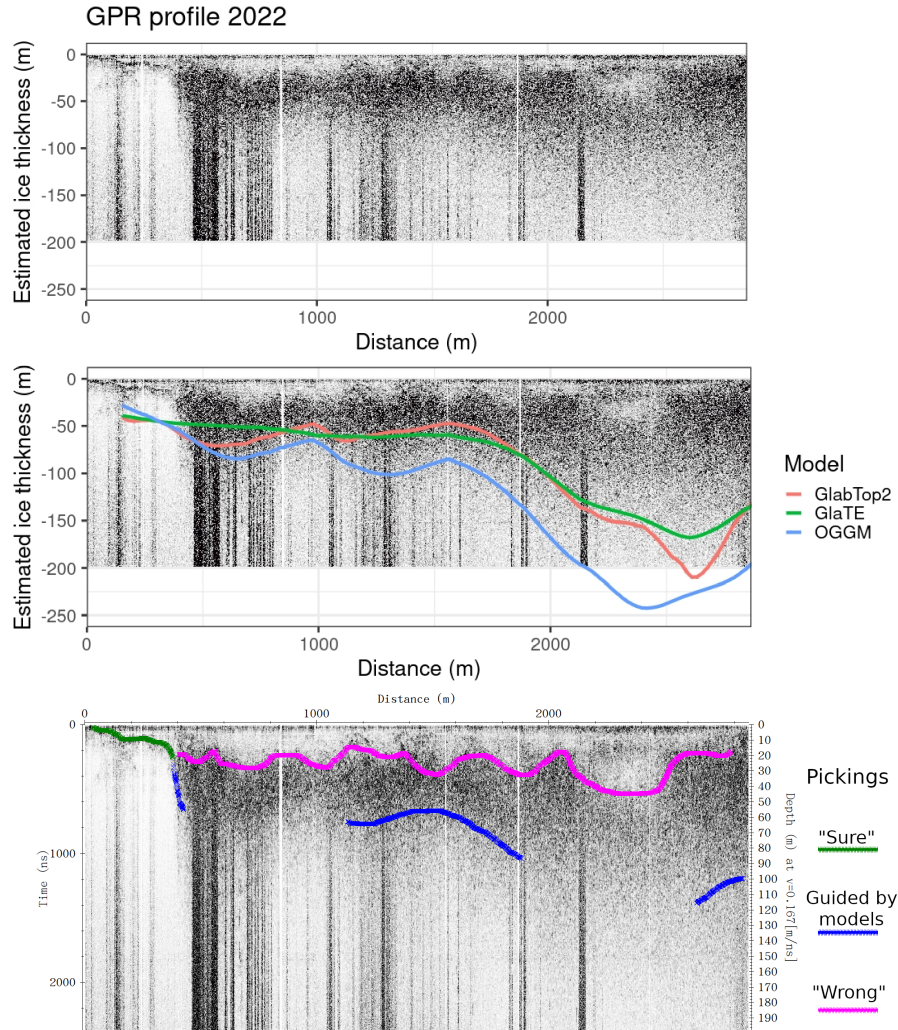 GPR profile 2022
Estimated ice thickness (m)
0
-50
-100
-150
-200
-250
0
1000
2000
Distance (m)
Estimated ice thickness (m)
0
-50
-100
-150
-200
-250
0
1000
2000
Distance (m)
Model
GlabTop2
GlaTE
OGGM
Distance (m)
0
1000
2000
Time (ns)
0
1000
2000
0
10
20
30
40
50
60
70
80
90
100
110
120
130
140
150
160
170
180
190
Depth (m) at v=0.167[m/ns]
Pickings
"Sure"
Guided by
models
"Wrong"